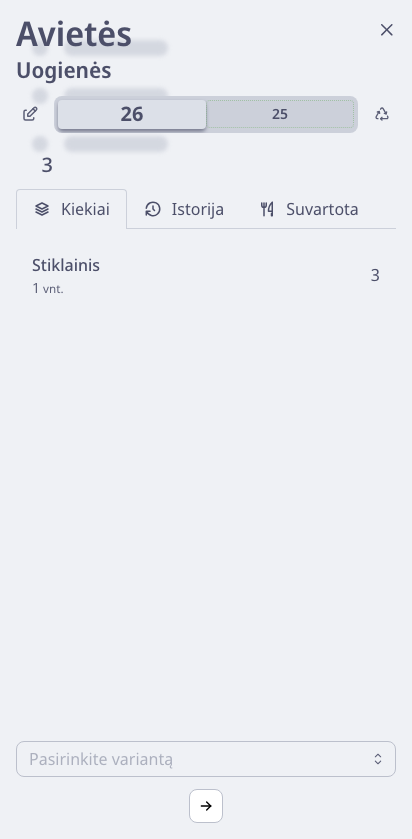 Avietės
Uogienės
26 25
3
Kiekiai Istorija Suvartota
Stiklainis 3
1 vnt.
Pasirinkite variantą